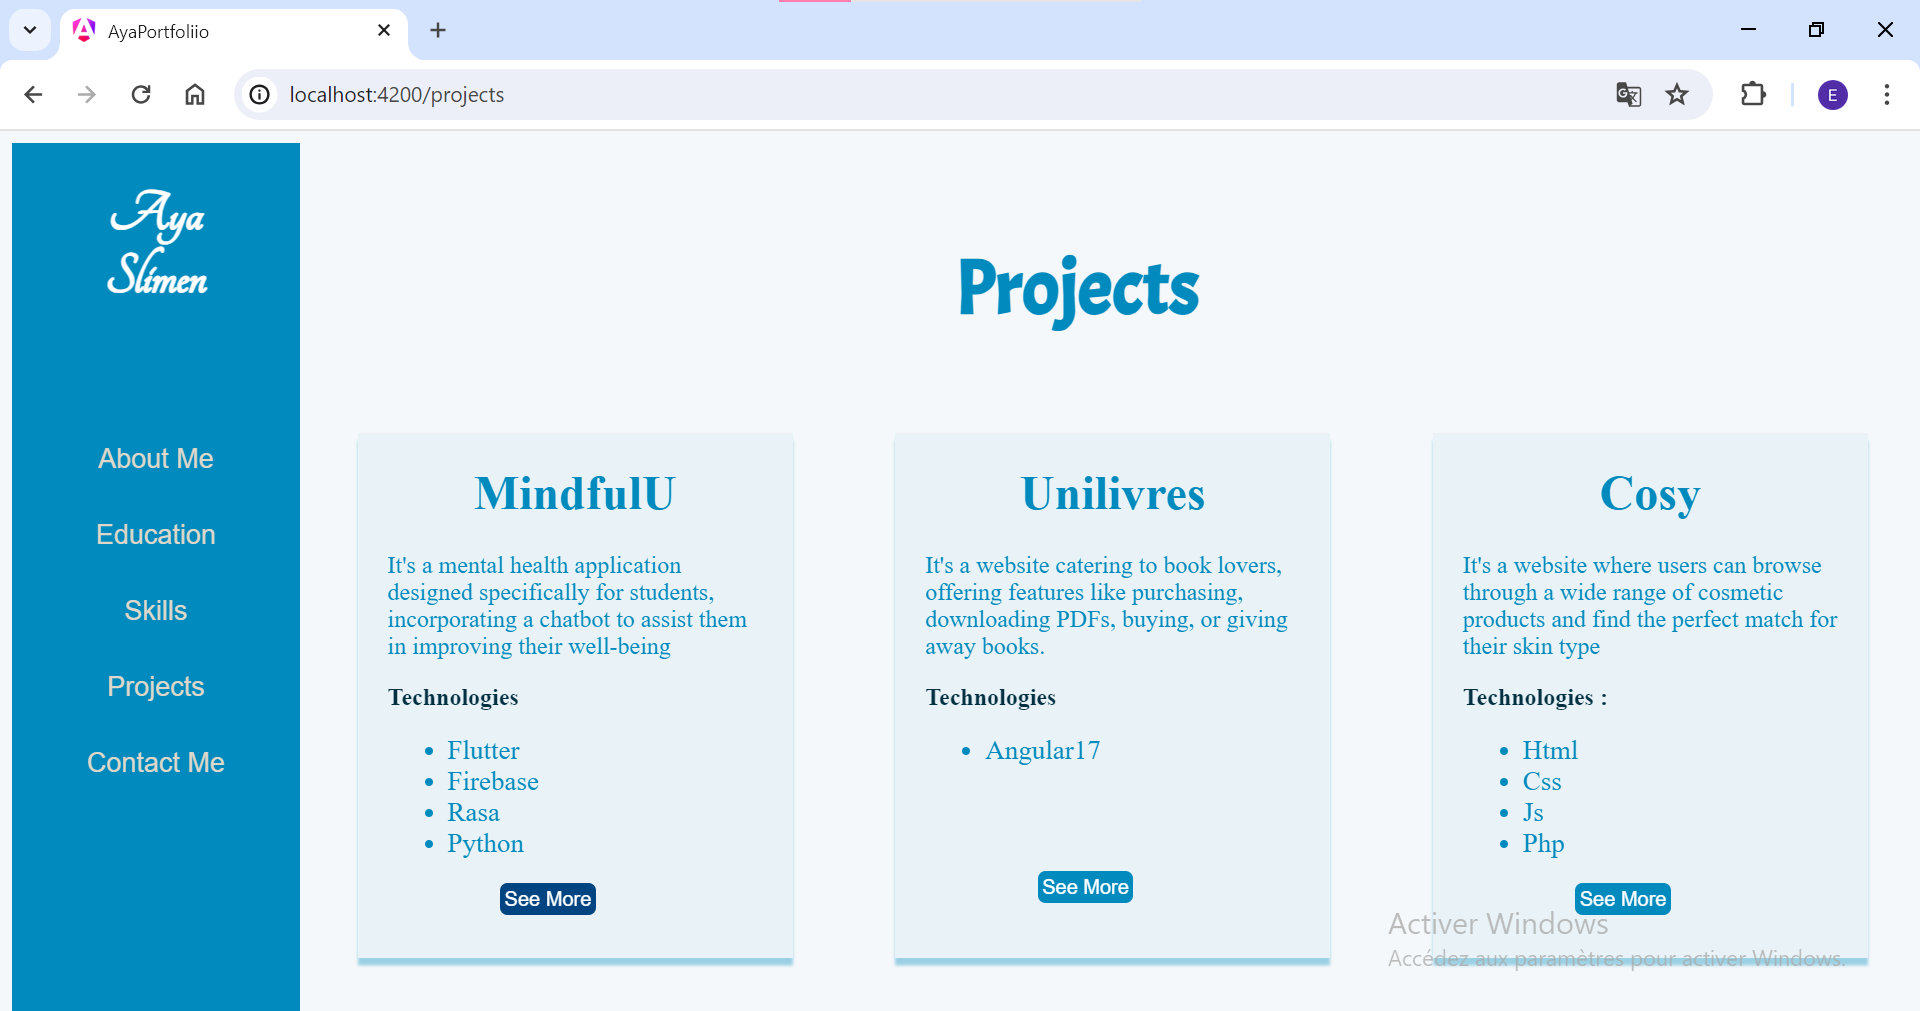 AyaPortfoliio
localhost:4200/projects
E
Aya
Slimen
About Me
Education
Skills
Projects
Contact Me
Projects
MindfulU
It's a mental health application
designed specifically for students,
incorporating a chatbot to assist them
in improving their well-being
Technologies
Flutter
Firebase
Rasa
Python
See More
Unilivres
It's a website catering to book lovers,
offering features like purchasing,
downloading PDFs, buying, or giving
away books.
Technologies
Angular17
See More
Cosy
It's a website where users can browse
through a wide range of cosmetic
products and find the perfect match for
their skin type
Technologies :
Html
Css
Js
Php
See More
Activer Windows
Accédez aux paramètres pour activer Windows.